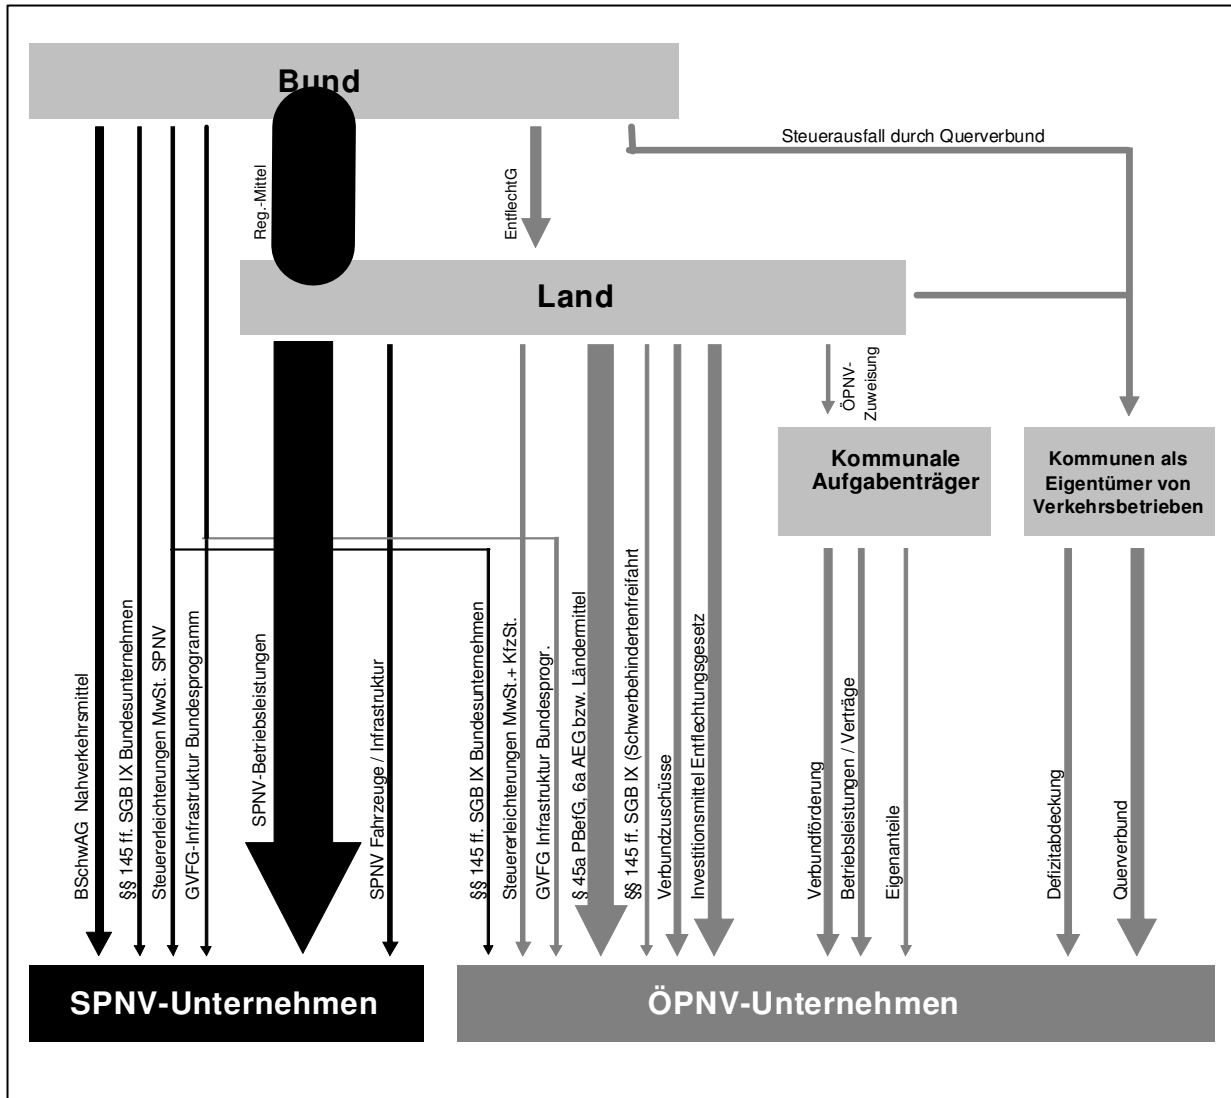 Bund
Steuerausfall durch Querverbund
Reg.-Mittel
EntflechtG
Land
ÖPNV-
Zuweisung
Kommunale
Aufgabenträger
Kommunen als
Eigentümer von
Verkehrsbetrieben
BSchwAG Nahverkehrsmittel
§§ 145 ff. SGB IX Bundesunternehmen
Steuererleichterungen MwSt. SPNV
GVFG-Infrastruktur Bundesprogramm
SPNV-Betriebsleistungen
SPNV Fahrzeuge / Infrastruktur
§§ 145 ff. SGB IX Bundesunternehmen
Steuererleichterungen MwSt.+ KfzSt.
GVFG Infrastruktur Bundesprogr.
§ 45a PBefG, 6a AEG bzw. Ländermittel
§§ 145 ff. SGB IX (Schwerbehindertenfreifahrt
Verbundzuschüsse
Investitionsmittel Entflechtungsgesetz
Verbundförderung
Betriebsleistungen / Verträge
Eigenanteile
Defizitabdeckung
Querverbund
SPNV-Unternehmen
ÖPNV-Unternehmen